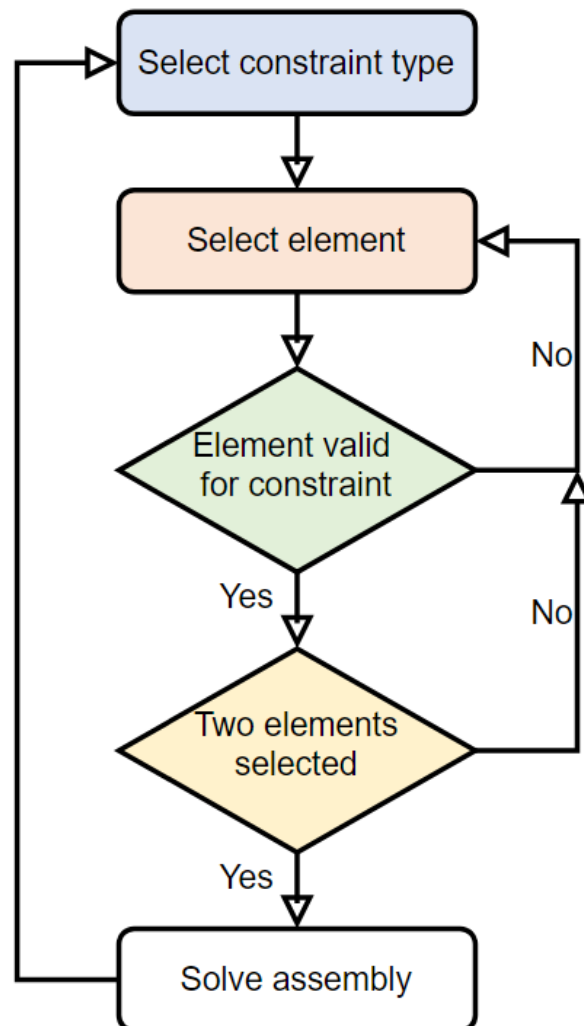 Select constraint type
Select element
No
Element valid
for constraint
Yes
No
Two elements
selected
Yes
Solve assembly